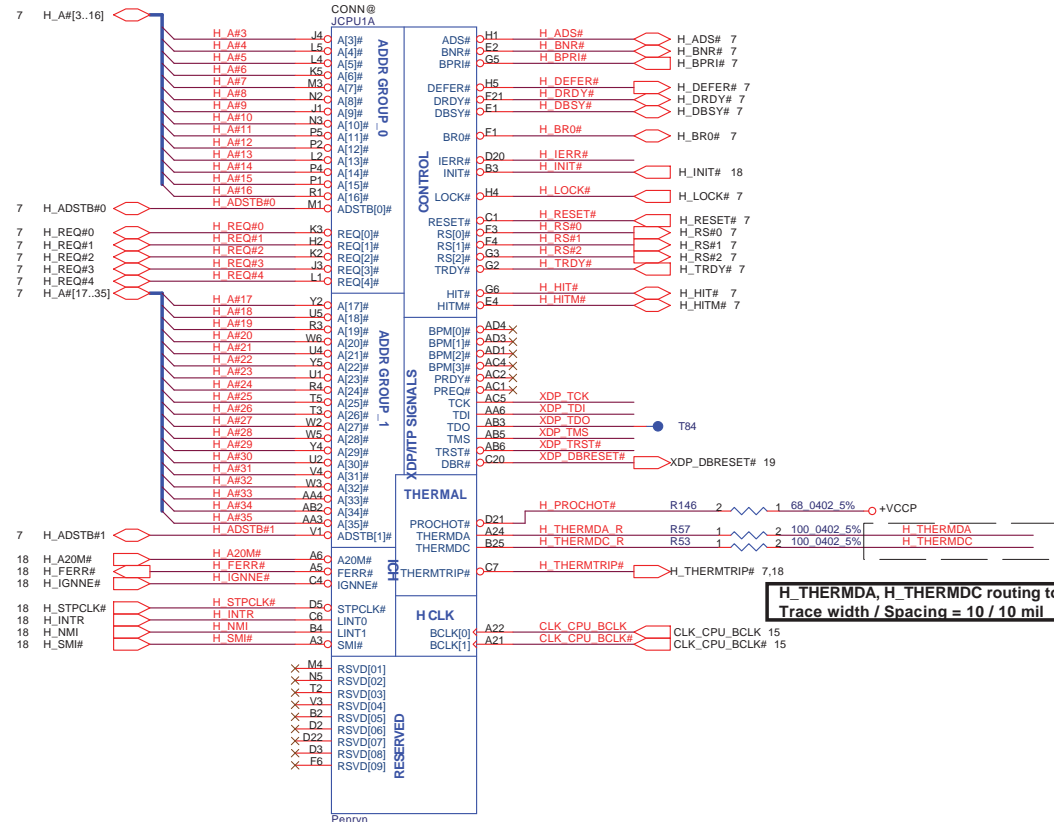 CONN@
JCPU1A
7 H_A#[3..16]
H_A#3 J4 A[3]# ADS# H1 H_ADS# H_ADS# 7
H_A#4 L5 A[4]# BNR# E2 H_BNR# H_BNR# 7
H_A#5 L4 A[5]# BPRI# G5 H_BPRI# H_BPRI# 7
H_A#6 K5 A[6]#
H_A#7 M3 A[7]# DEFER# H5 H_DEFER# H_DEFER# 7
H_A#8 N2 A[8]# DRDY# F21 H_DRDY# H_DRDY# 7
H_A#9 J1 A[9]# DBSY# E1 H_DBSY# H_DBSY# 7
H_A#10 N3 A[10]#
H_A#11 P5 A[11]# BR0# F1 H_BR0# H_BR0# 7
H_A#12 P2 A[12]#
H_A#13 L2 A[13]# IERR# D20 H_IERR#
H_A#14 P4 A[14]# INIT# B3 H_INIT# H_INIT# 18
H_A#15 P1 A[15]#
H_A#16 R1 A[16]# LOCK# H4 H_LOCK# H_LOCK# 7
7 H_ADSTB#0 H_ADSTB#0 M1 ADSTB[0]#
ADDR GROUP_0
CONTROL
RESET# C1 H_RESET# H_RESET# 7
7 H_REQ#0 H_REQ#0 K3 REQ[0]# RS[0]# F3 H_RS#0 H_RS#0 7
7 H_REQ#1 H_REQ#1 H2 REQ[1]# RS[1]# F4 H_RS#1 H_RS#1 7
7 H_REQ#2 H_REQ#2 K2 REQ[2]# RS[2]# G3 H_RS#2 H_RS#2 7
7 H_REQ#3 H_REQ#3 J3 REQ[3]# TRDY# G2 H_TRDY# H_TRDY# 7
7 H_REQ#4 H_REQ#4 L1 REQ[4]#
7 H_A#[17..35]
HIT# G6 H_HIT# H_HIT# 7
H_A#17 Y2 A[17]# HITM# E4 H_HITM# H_HITM# 7
H_A#18 U5 A[18]#
H_A#19 R3 A[19]# BPM[0]# AD4
H_A#20 W6 A[20]# BPM[1]# AD3
H_A#21 U4 A[21]# BPM[2]# AD1
H_A#22 Y5 A[22]# BPM[3]# AC4
H_A#23 U1 A[23]# PRDY# AC2
H_A#24 R4 A[24]# PREQ# AC1
H_A#25 T5 A[25]# TCK AC5 XDP_TCK
H_A#26 T3 A[26]# TDI AA6 XDP_TDI
H_A#27 W2 A[27]# TDO AB3 XDP_TDO T84
H_A#28 W5 A[28]# TMS AB5 XDP_TMS
H_A#29 Y4 A[29]# TRST# AB6 XDP_TRST#
H_A#30 U2 A[30]# DBR# C20 XDP_DBRESET# XDP_DBRESET# 19
H_A#31 V4 A[31]#
H_A#32 W3 A[32]#
H_A#33 AA4 A[33]#
H_A#34 AB2 A[34]#
H_A#35 AA3 A[35]#
7 H_ADSTB#1 H_ADSTB#1 V1 ADSTB[1]#
ADDR GROUP_1
XDP/ITP SIGNALS
THERMAL
PROCHOT# D21 H_PROCHOT# R146 2 1 68_0402_5% +VCCP
THERMDA A24 H_THERMDA_R R57 1 2 100_0402_5% H_THERMDA
THERMDC B25 H_THERMDC_R R53 1 2 100_0402_5% H_THERMDC
18 H_A20M# H_A20M# A6 A20M#
18 H_FERR# H_FERR# A5 FERR# THERMTRIP# C7 H_THERMTRIP# H_THERMTRIP# 7,18
18 H_IGNNE# H_IGNNE# C4 IGNNE#
ICH
H_THERMDA, H_THERMDC routing to
Trace width / Spacing = 10 / 10 mil
18 H_STPCLK# H_STPCLK# D5 STPCLK#
H CLK
18 H_INTR H_INTR C6 LINT0
18 H_NMI H_NMI B4 LINT1 BCLK[0] A22 CLK_CPU_BCLK CLK_CPU_BCLK 15
18 H_SMI# H_SMI# A3 SMI# BCLK[1] A21 CLK_CPU_BCLK# CLK_CPU_BCLK# 15
M4 RSVD[01]
N5 RSVD[02]
T2 RSVD[03]
V3 RSVD[04]
B2 RSVD[05]
D2 RSVD[06]
D22 RSVD[07]
D3 RSVD[08]
F6 RSVD[09]
RESERVED
Penryn